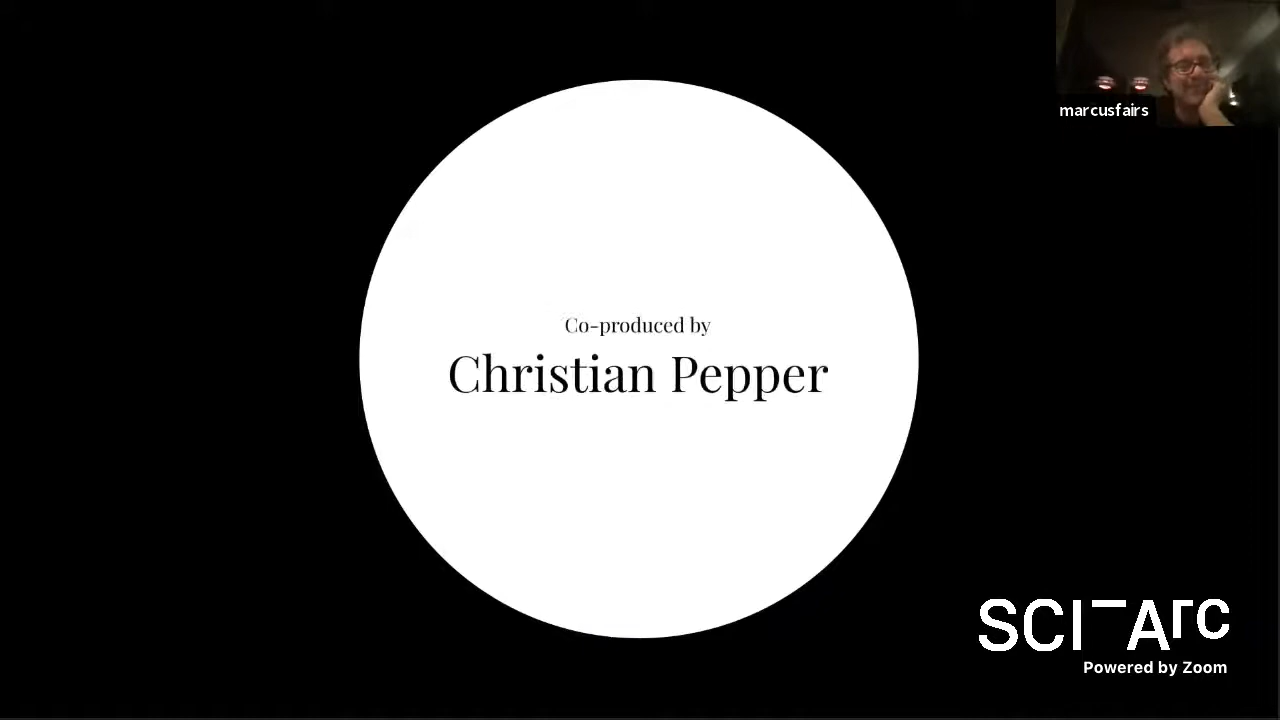 marcusfairs
Co-produced by
Christian Pepper
SCI-Arc
Powered by Zoom